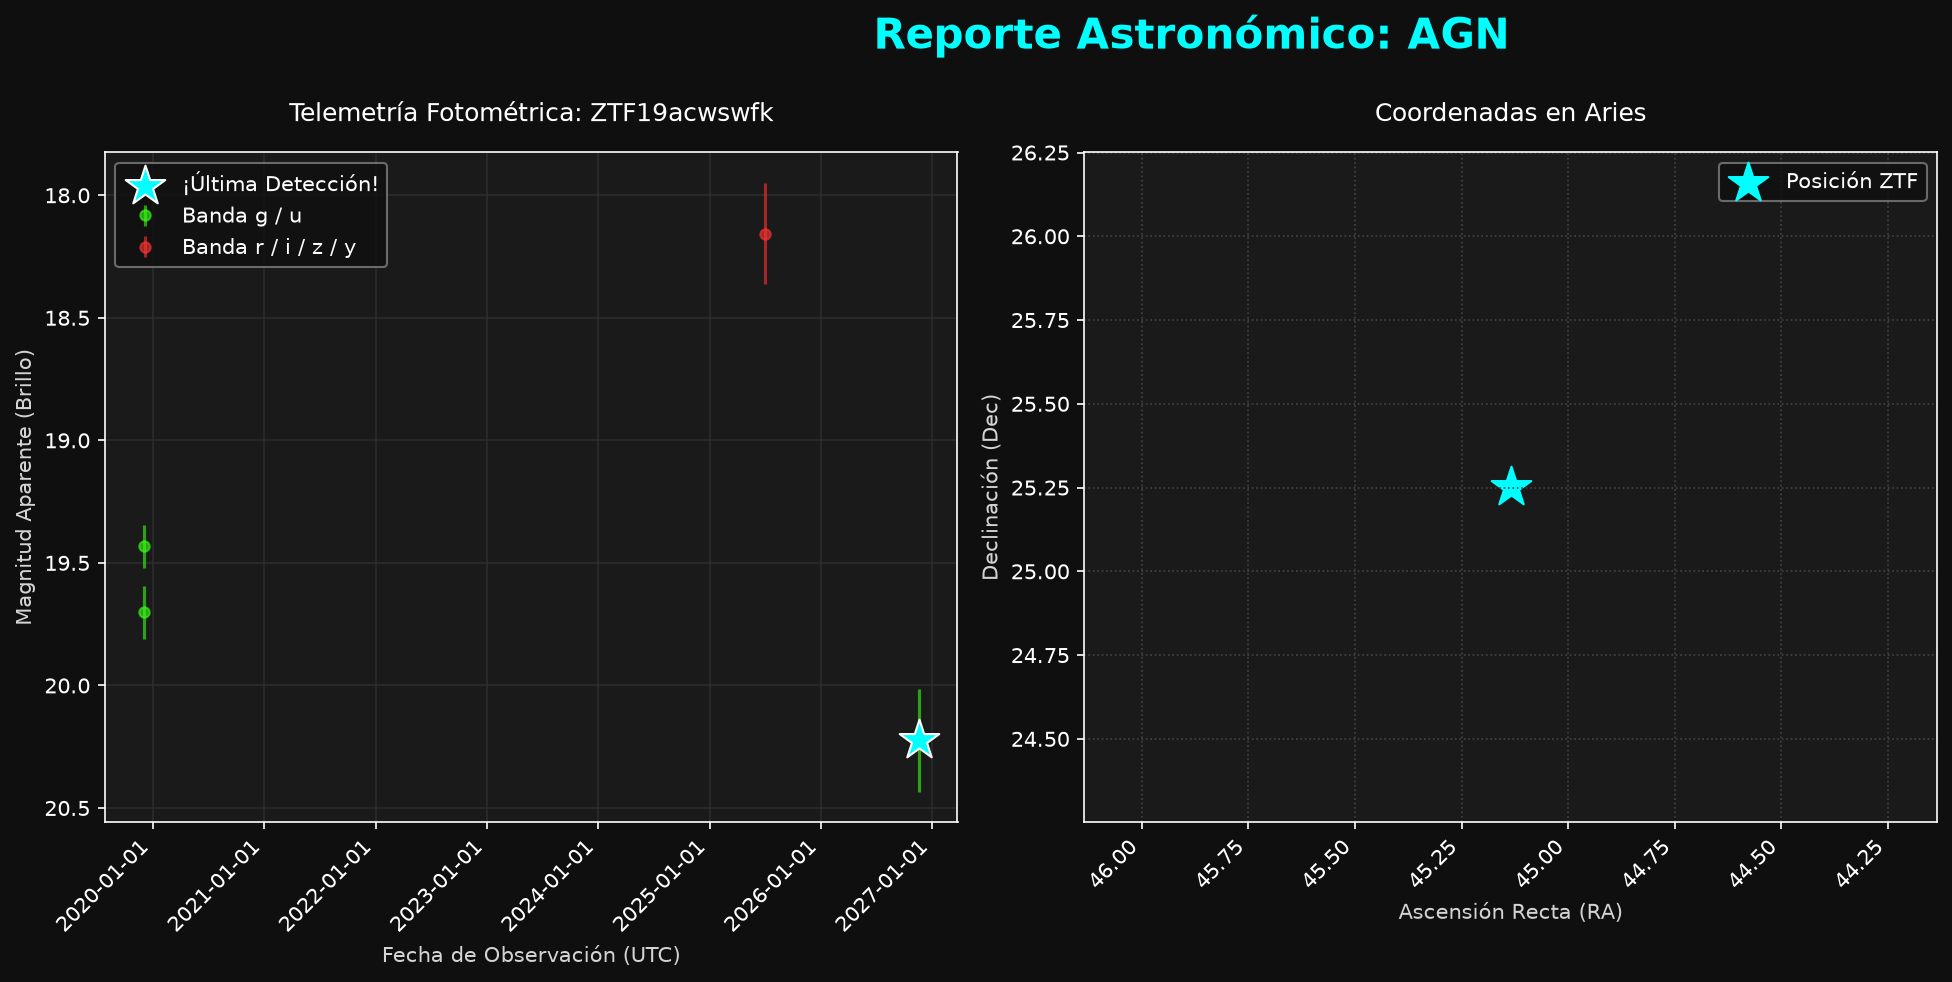 Reporte Astronómico: AGN
Telemetría Fotométrica: ZTF19acwswfk
¡Última Detección!
Banda g / u
Banda r / i / z / y
Magnitud Aparente (Brillo)
18.0
18.5
19.0
19.5
20.0
20.5
2020-01-01
2021-01-01
2022-01-01
2023-01-01
2024-01-01
2025-01-01
2026-01-01
2027-01-01
Fecha de Observación (UTC)
Coordenadas en Aries
Posición ZTF
Declinación (Dec)
26.25
26.00
25.75
25.50
25.25
25.00
24.75
24.50
46.00
45.75
45.50
45.25
45.00
44.75
44.50
44.25
Ascensión Recta (RA)